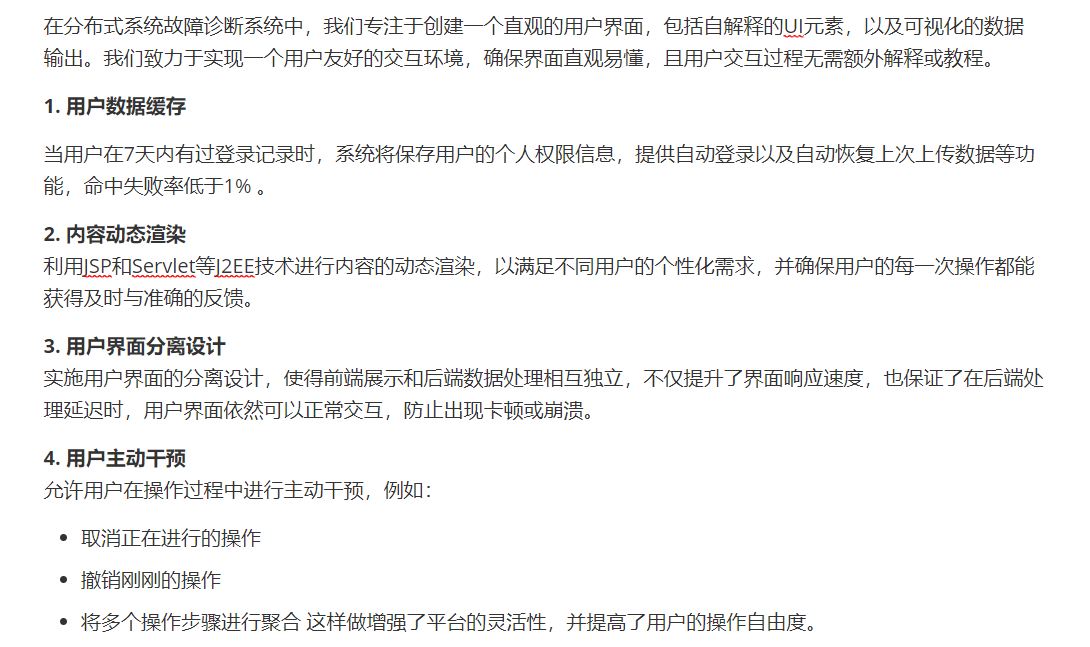 在分布式系统故障诊断系统中，我们专注于创建一个直观的用户界面，包括自解释的UI元素，以及可视化的数据
输出。我们致力于实现一个用户友好的交互环境，确保界面直观易懂，且用户交互过程无需额外解释或教程。
1. 用户数据缓存
当用户在7天内有过登录记录时，系统将保存用户的个人权限信息，提供自动登录以及自动恢复上次上传数据等功
能，命中失败率低于1% 。
2. 内容动态渲染
利用JSP和Servlet等J2EE技术进行内容的动态渲染，以满足不同用户的个性化需求，并确保用户的每一次操作都能
获得及时与准确的反馈。
3. 用户界面分离设计
实施用户界面的分离设计，使得前端展示和后端数据处理相互独立，不仅提升了界面响应速度，也保证了在后端处
理延迟时，用户界面依然可以正常交互，防止出现卡顿或崩溃。
4. 用户主动干预
允许用户在操作过程中进行主动干预，例如：
• 取消正在进行的操作
• 撤销刚刚的操作
• 将多个操作步骤进行聚合 这样做增强了平台的灵活性，并提高了用户的操作自由度。